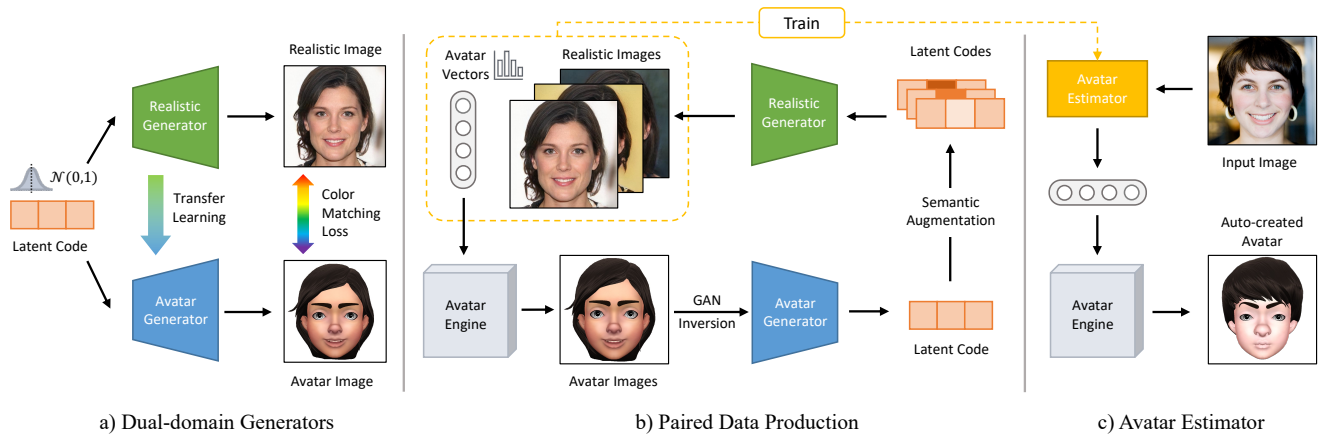 Realistic Image
Realistic
Generator
𝒩(0,1)
Latent Code
Transfer
Learning
Color
Matching
Loss
Avatar
Generator
Avatar Image
a) Dual-domain Generators
Train
Avatar
Vectors
Realistic Images
Realistic
Generator
Latent Codes
Semantic
Augmentation
Avatar
Engine
Avatar Images
GAN
Inversion
Avatar
Generator
Latent Code
b) Paired Data Production
Avatar
Estimator
Input Image
Auto-created
Avatar
Avatar
Engine
c) Avatar Estimator